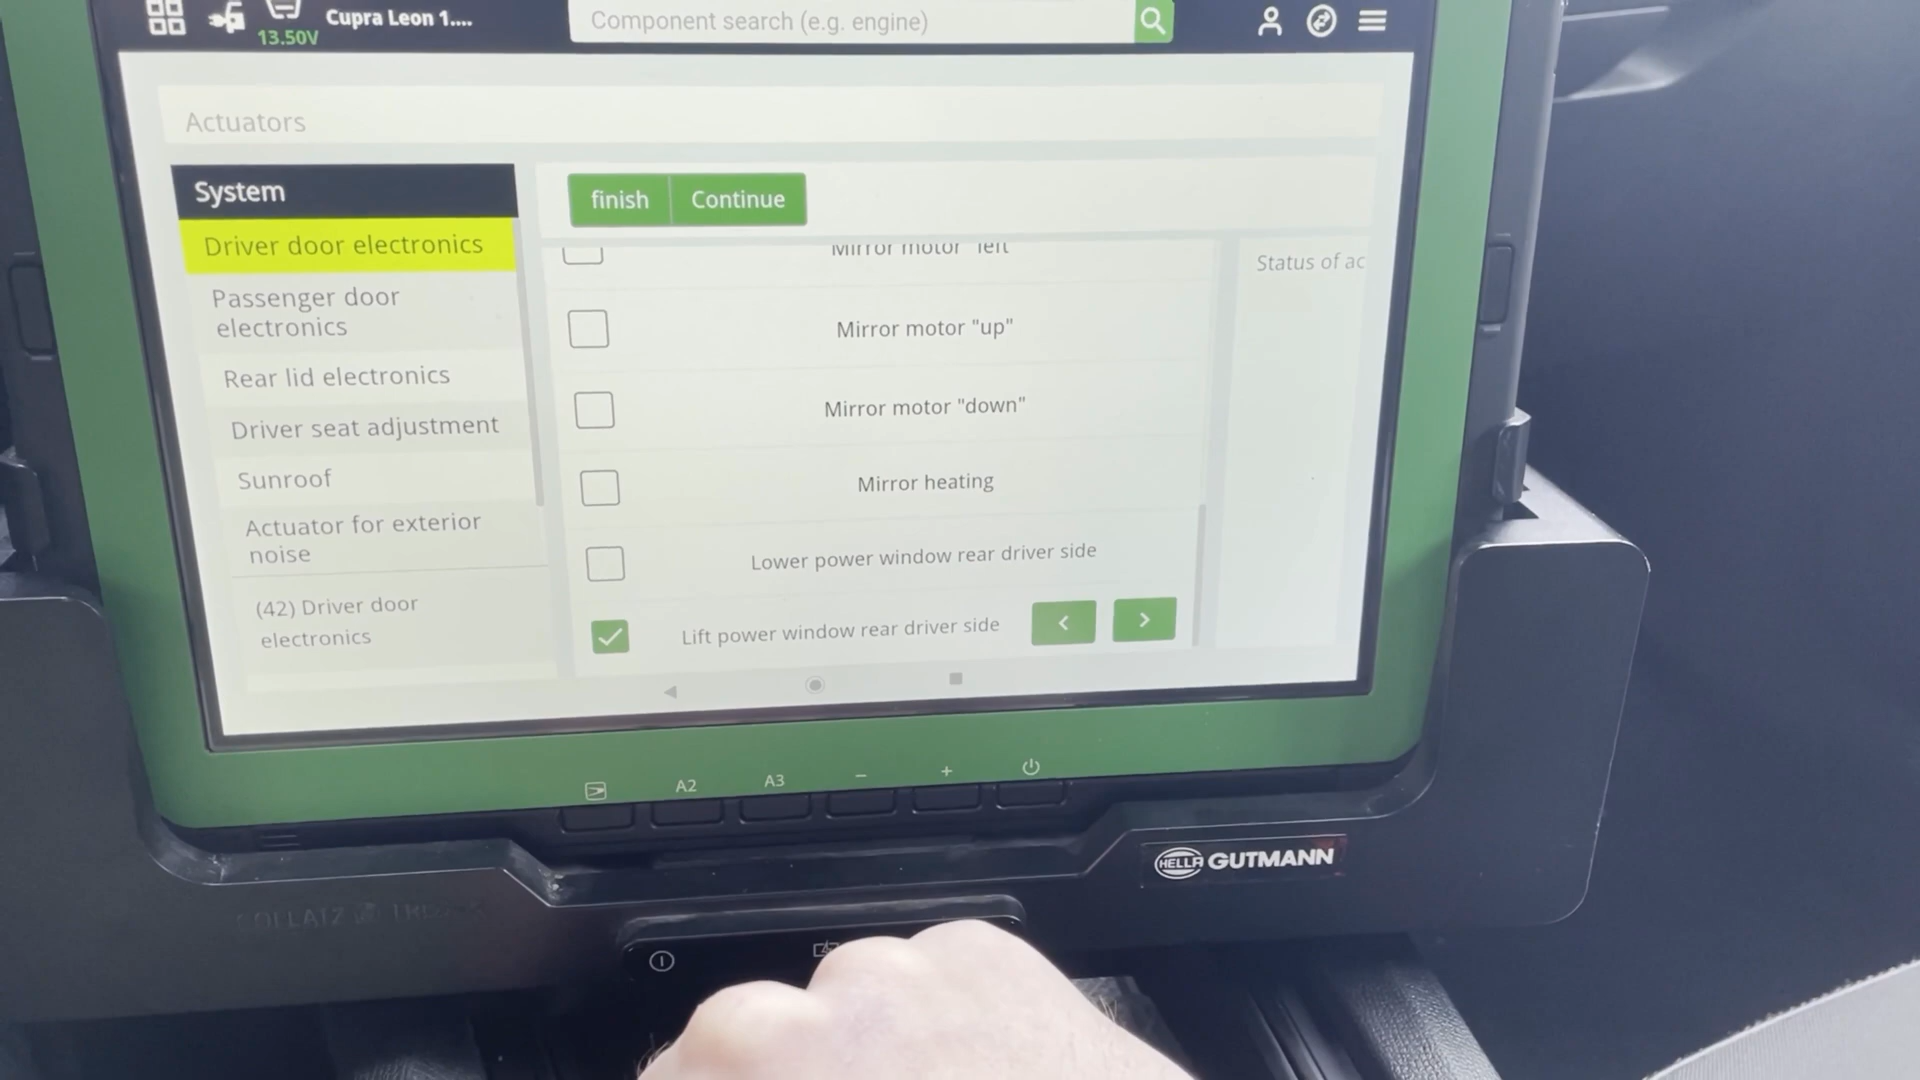 Cupra Leon 1....
13.50V
Component search (e.g. engine)
Actuators
System
finish
Continue
Driver door electronics
Passenger door
electronics
Rear lid electronics
Driver seat adjustment
Sunroof
Actuator for exterior
noise
(42) Driver door
electronics
Mirror motor "left"
Mirror motor "up"
Mirror motor "down"
Mirror heating
Lower power window rear driver side
Lift power window rear driver side
<
>
Status of ac
A2
A3
-
+
HELLA GUTMANN